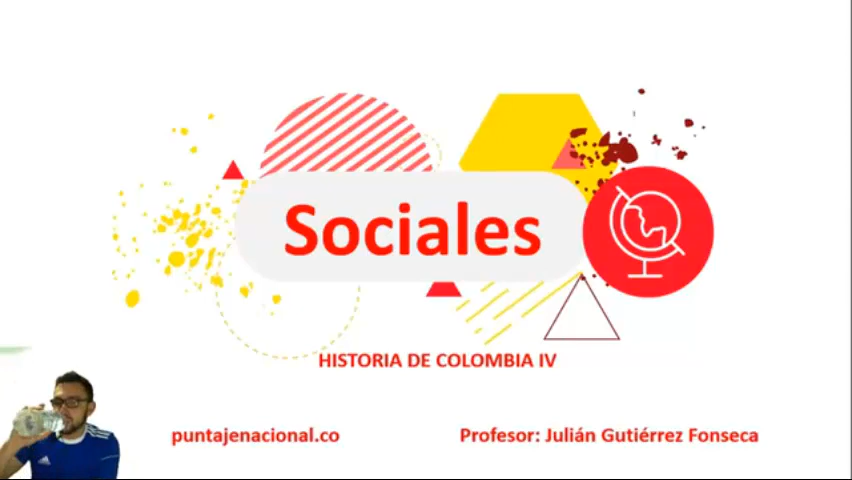 Sociales
HISTORIA DE COLOMBIA IV
puntajenacional.co
Profesor: Julián Gutiérrez Fonseca